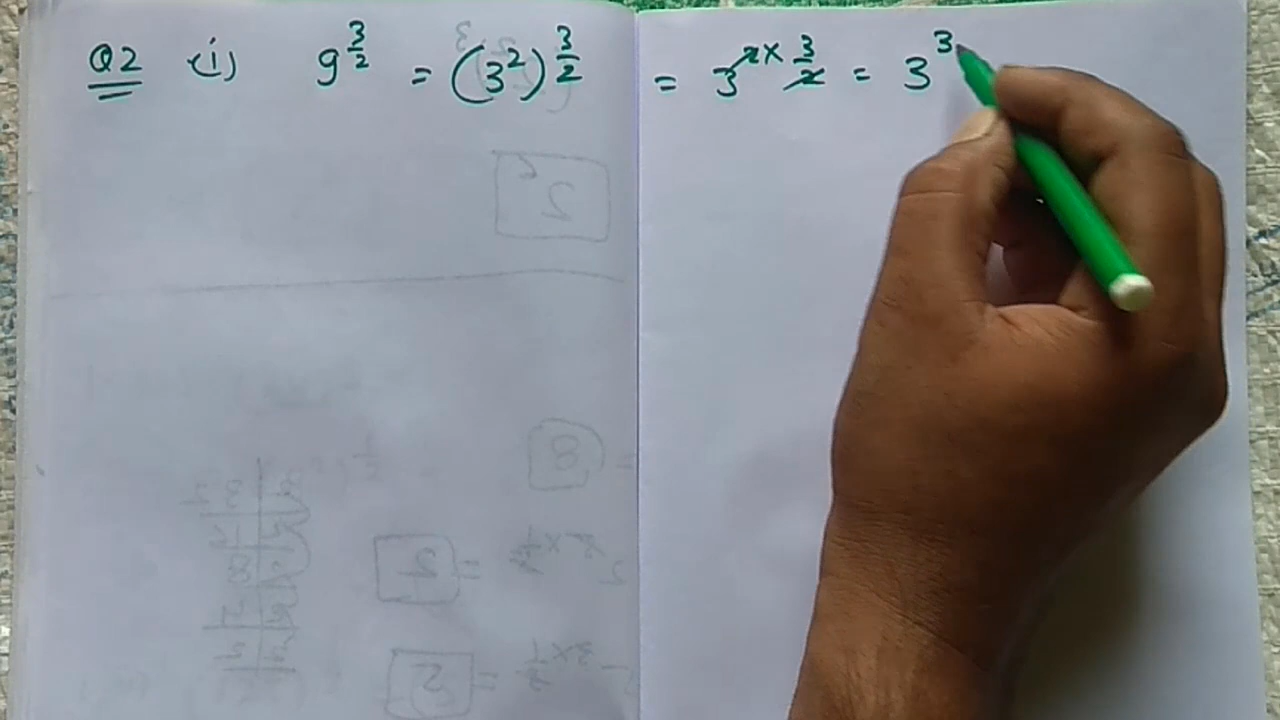 Q2 (i) 9^{3/2} = (3^2)^{3/2} = 3^{2 × 3/2} = 3^3